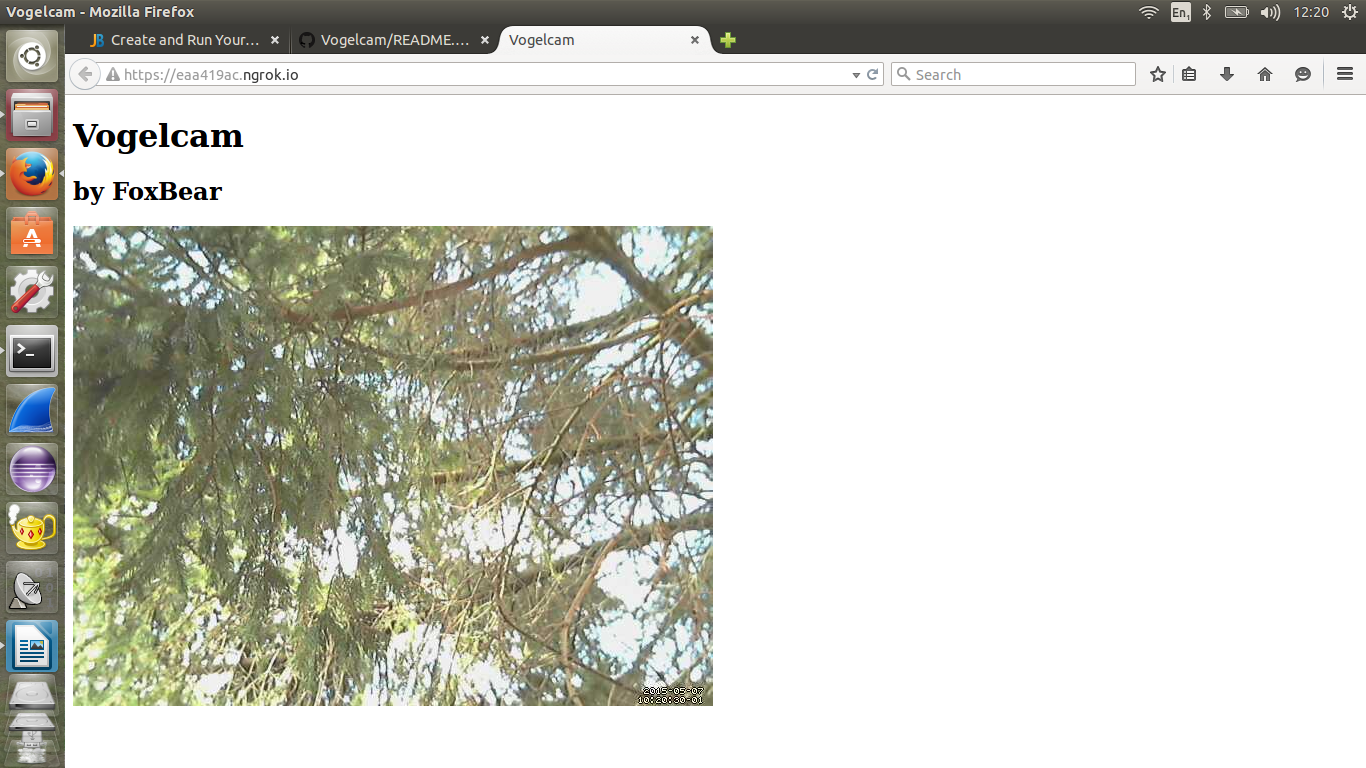 Vogelcam - Mozilla Firefox
En1
12:20
Create and Run Your...
Vogelcam/README....
Vogelcam
https://eaa419ac.ngrok.io
Search
Vogelcam
by FoxBear
2015-05-07
10:20:30-01